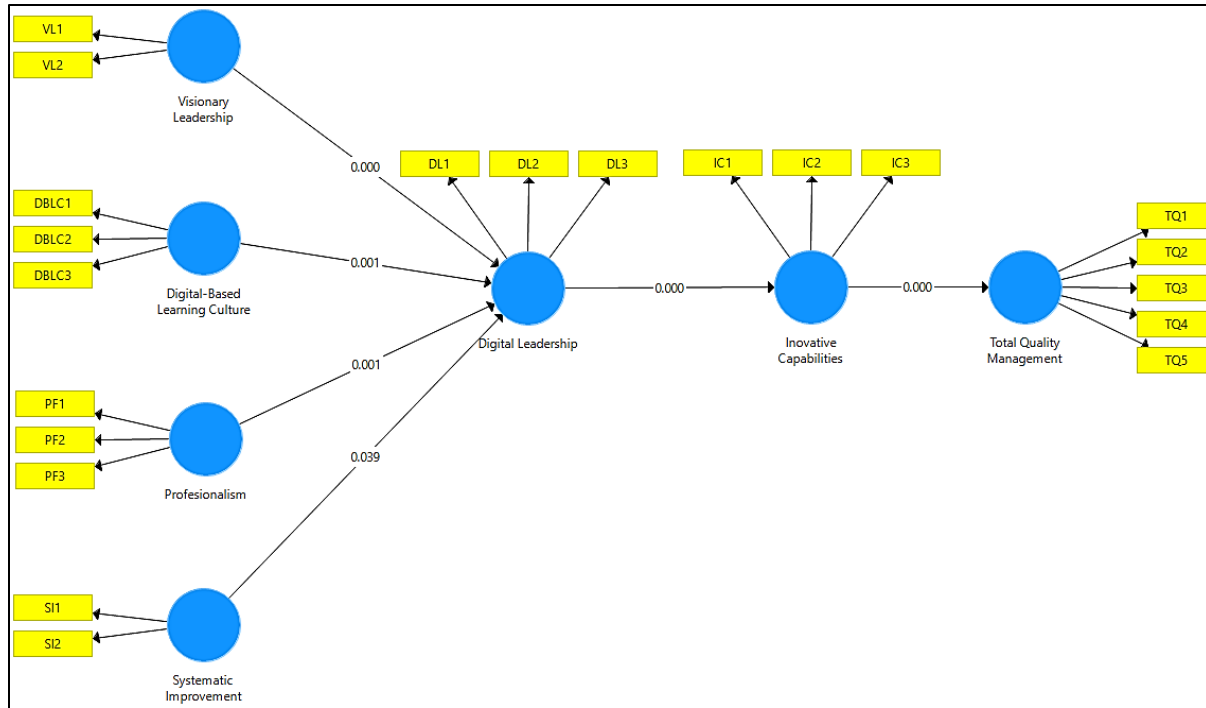 VL1
VL2
Visionary
Leadership
0.000
DL1
DL2
DL3
IC1
IC2
IC3
DBLC1
DBLC2
DBLC3
Digital-Based
Learning Culture
0.001
Digital Leadership
0.000
Inovative
Capabilities
0.000
Total Quality
Management
TQ1
TQ2
TQ3
TQ4
TQ5
PF1
PF2
PF3
Profesionalism
0.001
0.039
SI1
SI2
Systematic
Improvement